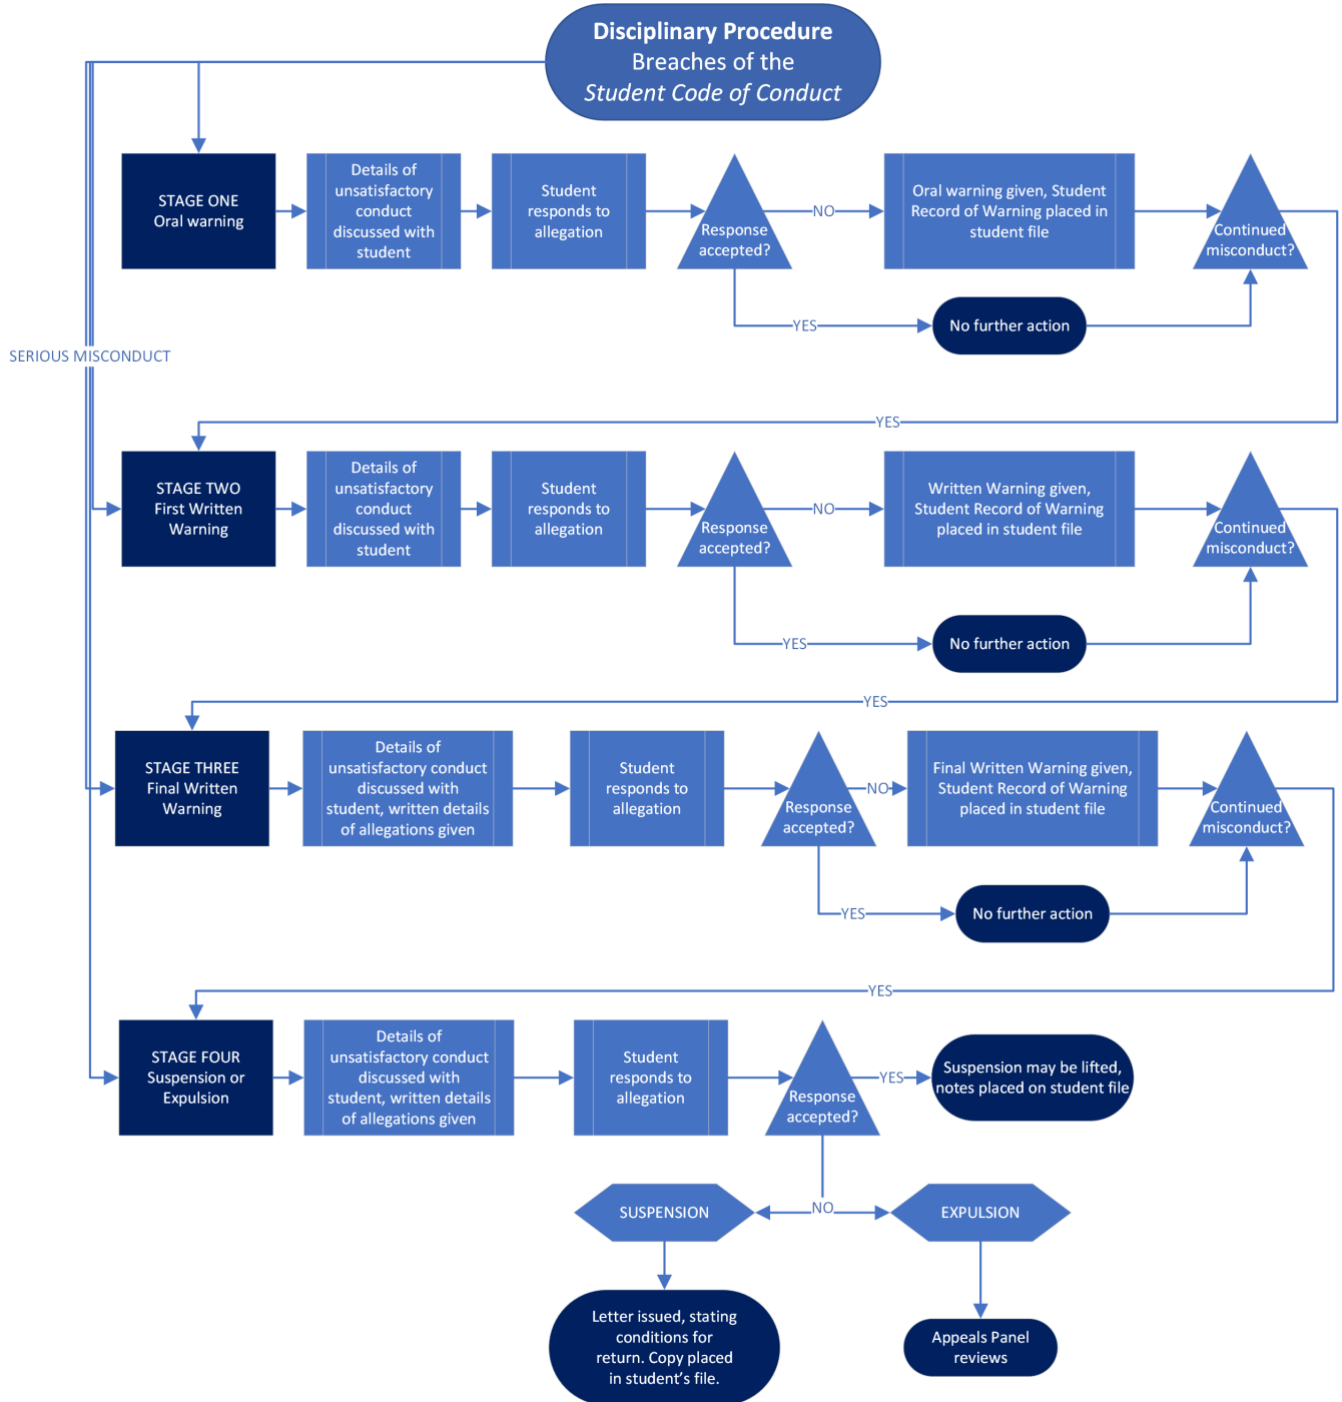 Disciplinary Procedure
Breaches of the
Student Code of Conduct
STAGE ONE
Oral warning
Details of
unsatisfactory
conduct
discussed with
student
Student
responds to
allegation
Response
accepted?
NO
Oral warning given, Student
Record of Warning placed in
student file
Continued
misconduct?
YES
No further action
SERIOUS MISCONDUCT
YES
STAGE TWO
First Written
Warning
Details of
unsatisfactory
conduct
discussed with
student
Student
responds to
allegation
Response
accepted?
NO
Written Warning given,
Student Record of Warning
placed in student file
Continued
misconduct?
YES
No further action
YES
STAGE THREE
Final Written
Warning
Details of
unsatisfactory conduct
discussed with
student, written details
of allegations given
Student
responds to
allegation
Response
accepted?
NO
Final Written Warning given,
Student Record of Warning
placed in student file
Continued
misconduct?
YES
No further action
YES
STAGE FOUR
Suspension or
Expulsion
Details of
unsatisfactory conduct
discussed with
student, written details
of allegations given
Student
responds to
allegation
Response
accepted?
YES
Suspension may be lifted,
notes placed on student file
NO
SUSPENSION
EXPULSION
Letter issued, stating
conditions for
return. Copy placed
in student’s file.
Appeals Panel
reviews